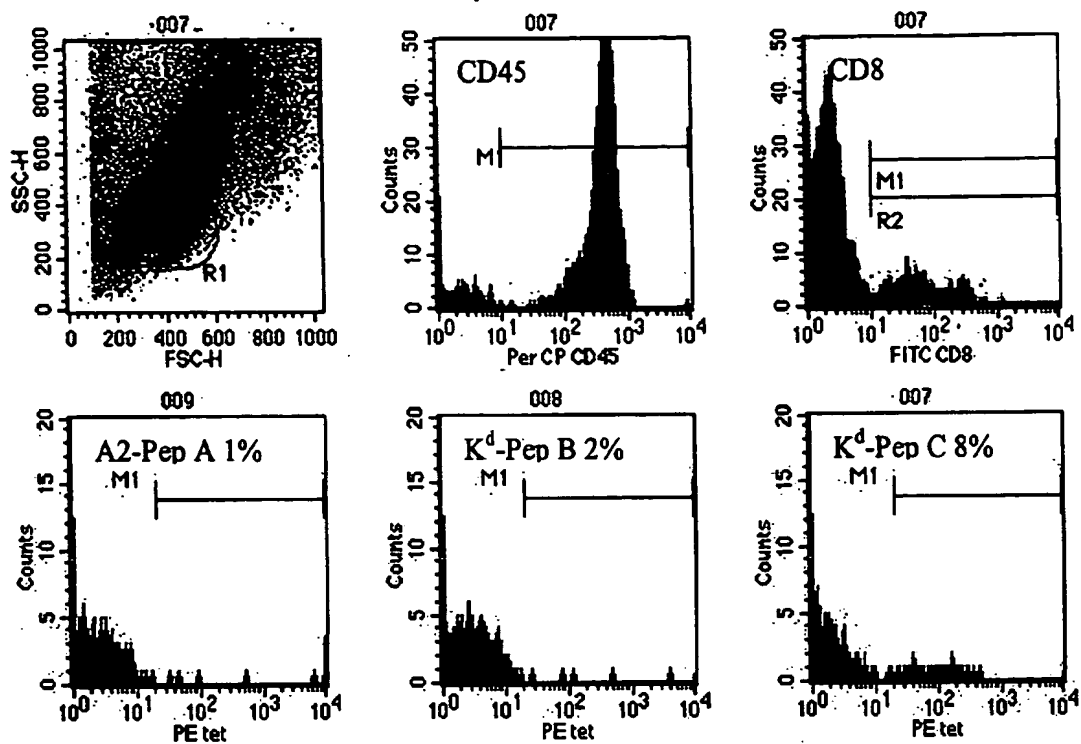 007
SSC-H
1000
800
600
400
200
0
R1
0 200 400 600 800 1000
FSC-H
007
CD45
Counts
50
40
30
20
10
0
M
10^0 10^1 10^2 10^3 10^4
Per CP CD45
007
CD8
Counts
50
40
30
20
10
0
M1
R2
10^0 10^1 10^2 10^3 10^4
FITC CD8
009
A2-Pep A 1%
M1
Counts
20
15
10
5
0
10^0 10^1 10^2 10^3 10^4
PE tet
008
K^d-Pep B 2%
M1
Counts
20
15
10
5
0
10^0 10^1 10^2 10^3 10^4
PE tet
007
K^d-Pep C 8%
M1
Counts
20
15
10
5
0
10^0 10^1 10^2 10^3 10^4
PE tet